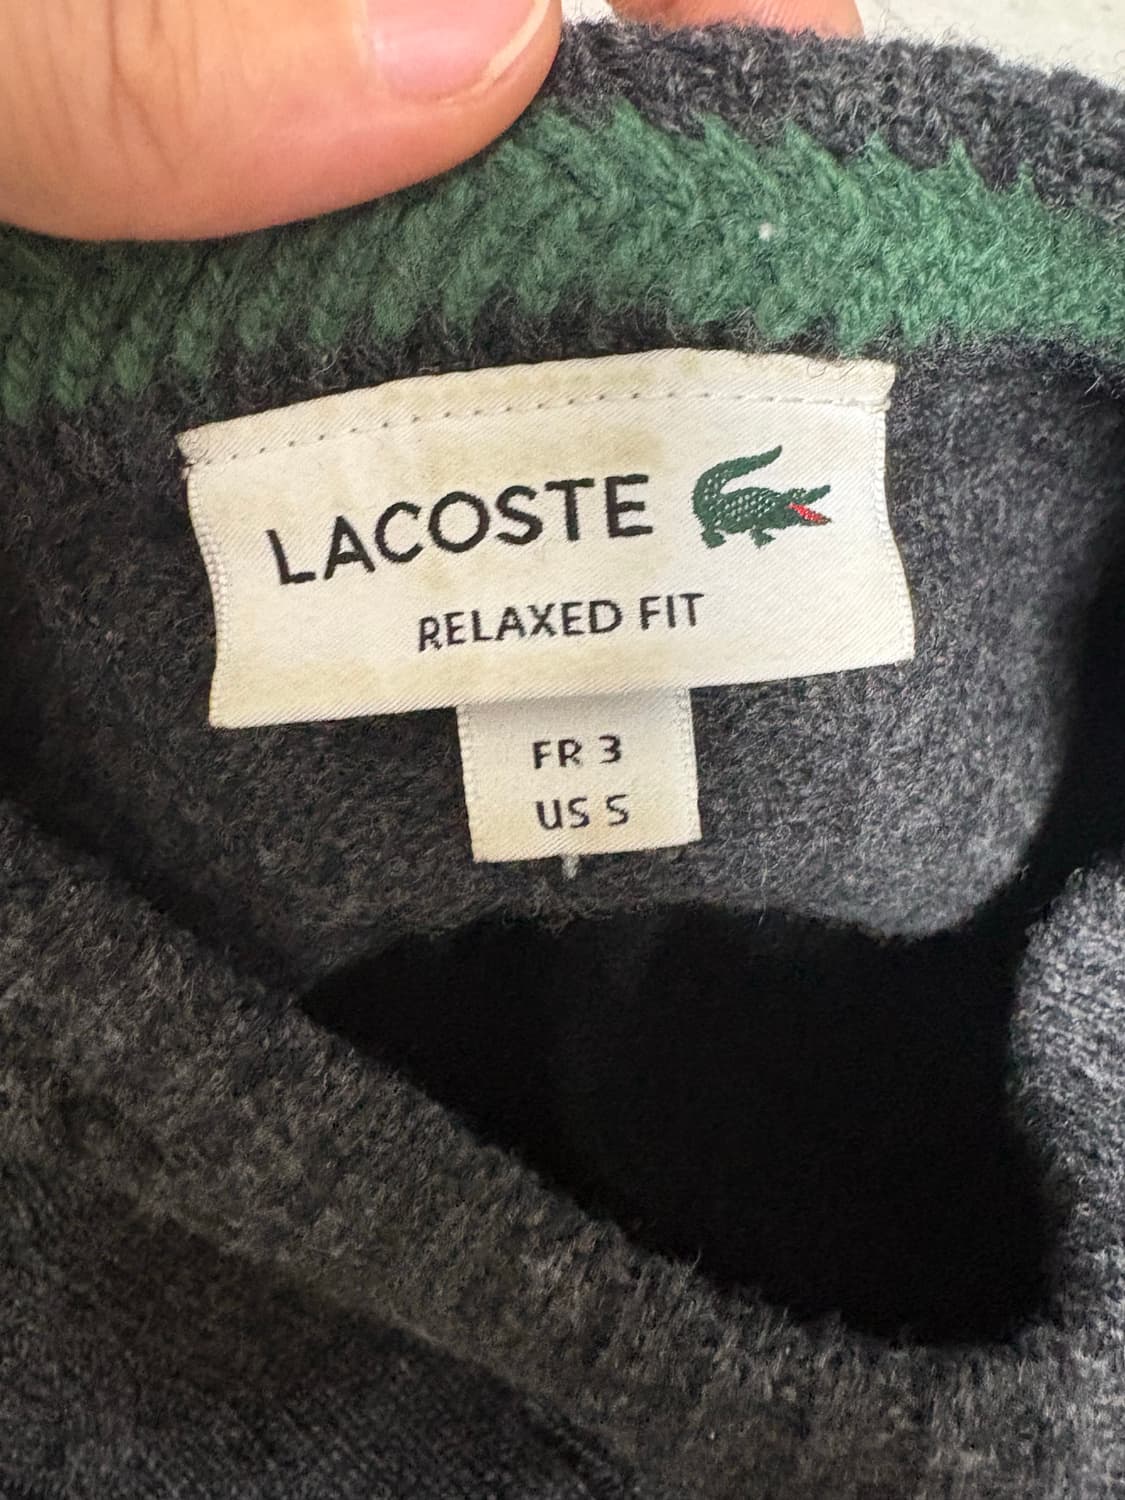 LACOSTE
RELAXED FIT
FR 3
US S